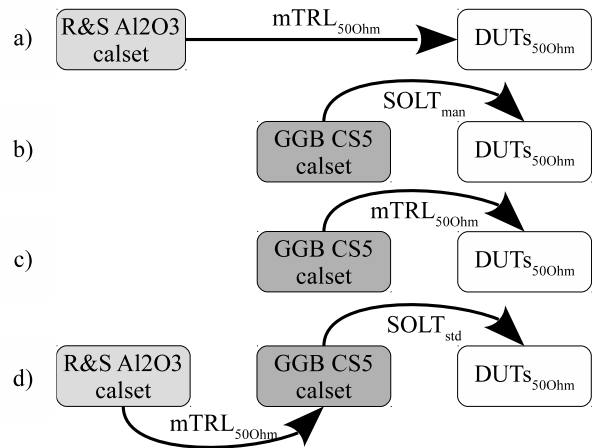 a)
R&S Al2O3
calset
mTRL50Ohm
DUTs50Ohm
b)
GGB CS5
calset
SOLTman
DUTs50Ohm
c)
GGB CS5
calset
mTRL50Ohm
DUTs50Ohm
d)
R&S Al2O3
calset
mTRL50Ohm
GGB CS5
calset
SOLTstd
DUTs50Ohm